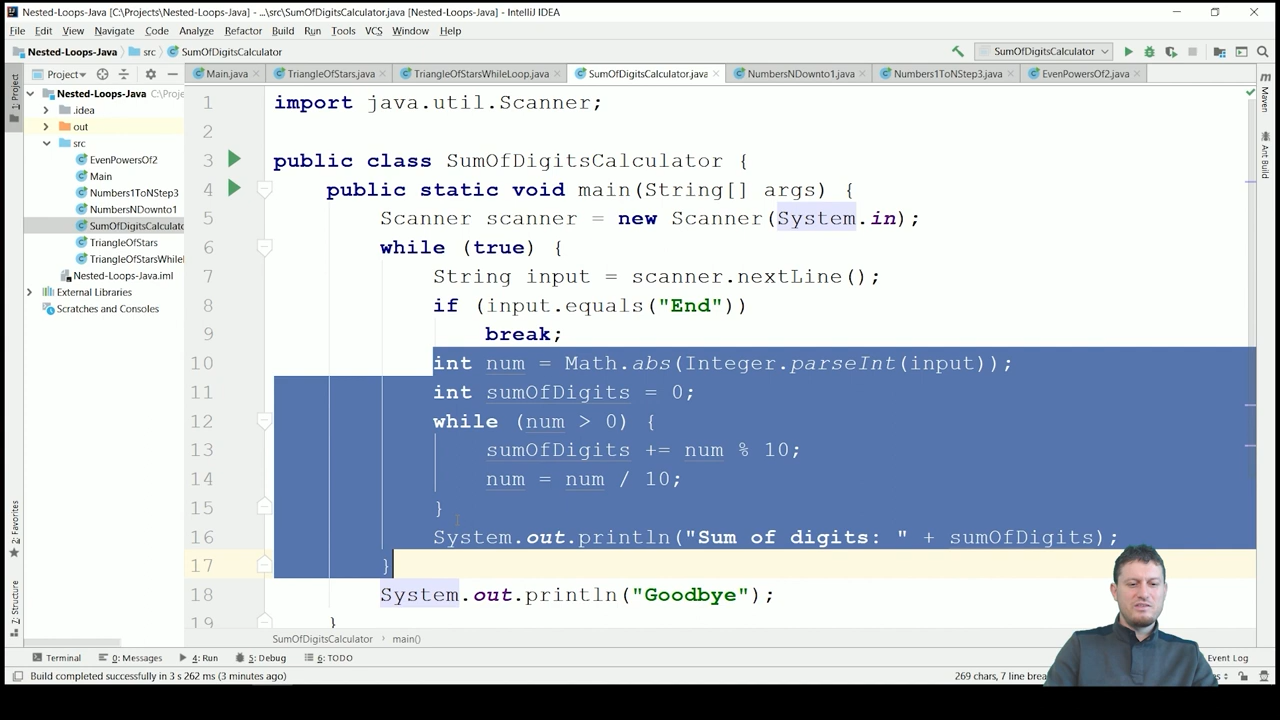 Nested-Loops-Java [C:\Projects\Nested-Loops-Java] - ...\src\SumOfDigitsCalculator.java [Nested-Loops-Java] - IntelliJ IDEA
File Edit View Navigate Code Analyze Refactor Build Run Tools VCS Window Help
Nested-Loops-Java src SumOfDigitsCalculator SumOfDigitsCalculator
1: Project Project Main.java TriangleOfStars.java TriangleOfStarsWhileLoop.java SumOfDigitsCalculator.java NumbersNDownto1.java Numbers1ToNStep3.java EvenPowersOf2.java
Nested-Loops-Java C:\Proje
.idea
out
src
EvenPowersOf2
Main
Numbers1ToNStep3
NumbersNDownto1
SumOfDigitsCalculato
TriangleOfStars
TriangleOfStarsWhileL
Nested-Loops-Java.iml
External Libraries
Scratches and Consoles
1 import java.util.Scanner;
2
3 public class SumOfDigitsCalculator {
4 public static void main(String[] args) {
5 Scanner scanner = new Scanner(System.in);
6 while (true) {
7 String input = scanner.nextLine();
8 if (input.equals("End"))
9 break;
10 int num = Math.abs(Integer.parseInt(input));
11 int sumOfDigits = 0;
12 while (num > 0) {
13 sumOfDigits += num % 10;
14 num = num / 10;
15 }
16 System.out.println("Sum of digits: " + sumOfDigits);
17 }
18 System.out.println("Goodbye");
19 }
SumOfDigitsCalculator main()
Maven
Ant Build
2: Favorites
7: Structure
Terminal 0: Messages 4: Run 5: Debug 6: TODO Event Log
Build completed successfully in 3 s 262 ms (3 minutes ago) 269 chars, 7 line